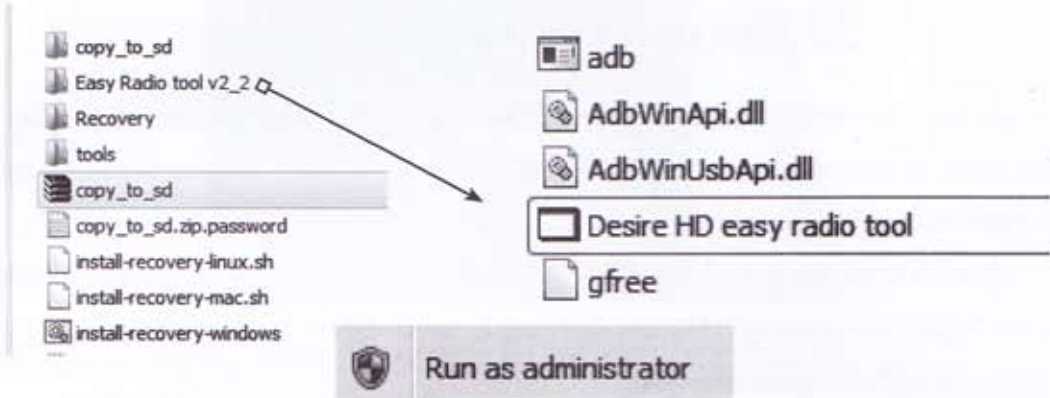 copy_to_sd
Easy Radio tool v2_2
Recovery
tools
copy_to_sd
copy_to_sd.zip.password
install-recovery-linux.sh
install-recovery-mac.sh
install-recovery-windows
adb
AdbWinApi.dll
AdbWinUsbApi.dll
Desire HD easy radio tool
gfree
Run as administrator